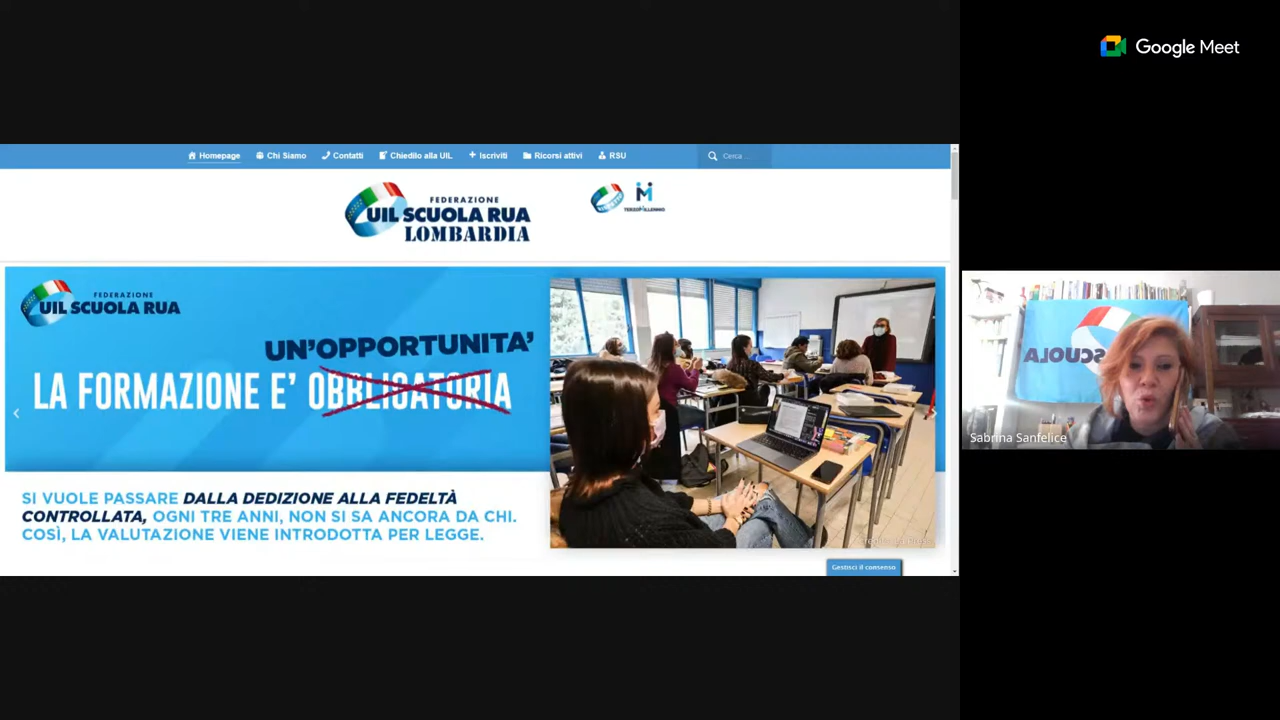 Google Meet
Homepage Chi Siamo Contatti Chiedilo alla UIL Iscriviti Ricorsi attivi RSU Cerca ...
FEDERAZIONE
UIL SCUOLA RUA
LOMBARDIA
TERZO MILLENNIO
FEDERAZIONE
UIL SCUOLA RUA
UN'OPPORTUNITA'
LA FORMAZIONE E' OBBLIGATORIA
SI VUOLE PASSARE DALLA DEDIZIONE ALLA FEDELTÀ
CONTROLLATA, OGNI TRE ANNI, NON SI SA ANCORA DA CHI.
COSÌ, LA VALUTAZIONE VIENE INTRODOTTA PER LEGGE.
Gestisci il consenso
SCUOLA
Sabrina Sanfelice